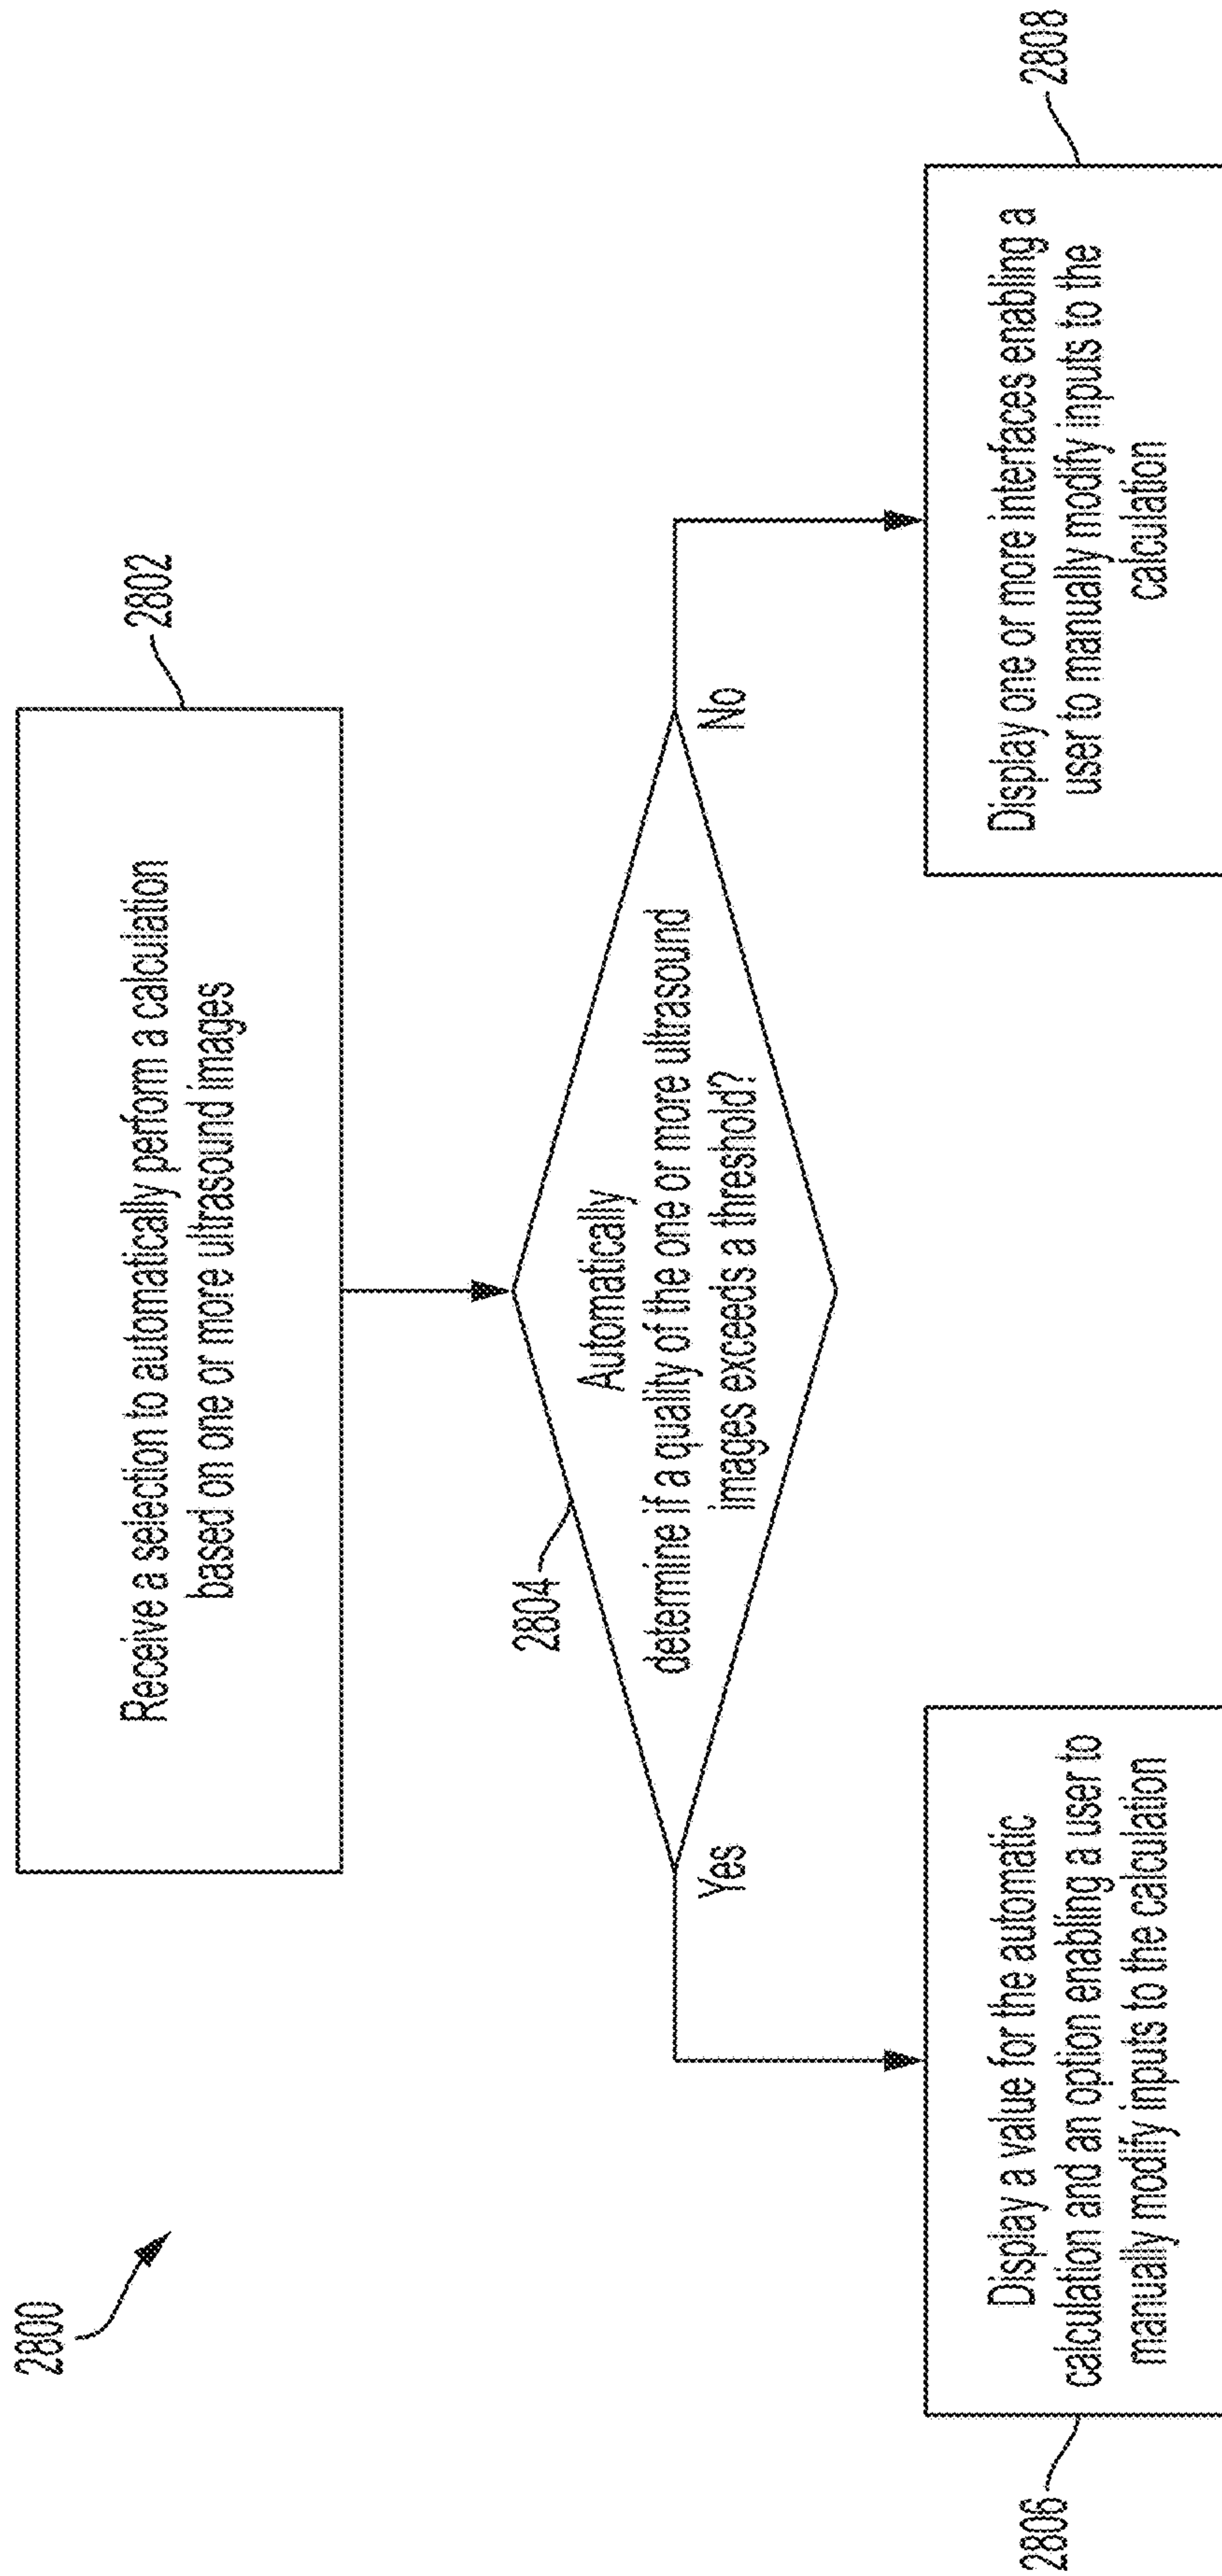 2800
Receive a selection to automatically perform a calculation
based on one or more ultrasound images
2802
2804
Automatically
determine if a quality of the one or more ultrasound
images exceeds a threshold?
Yes
No
Display a value for the automatic
calculation and an option enabling a user to
manually modify inputs to the calculation
2806
Display one or more interfaces enabling a
user to manually modify inputs to the
calculation
2808